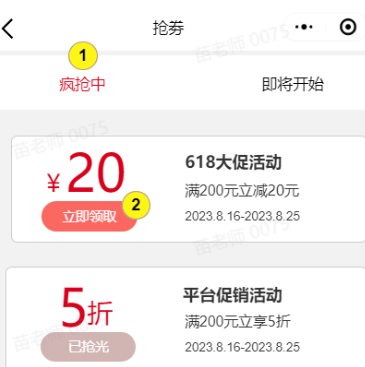 抢券
苗老师 0075
1
疯抢中
即将开始
苗老师 0075
¥ 20
618大促活动
满200元立减20元
立即领取
2
2023.8.16-2023.8.25
苗老师 0075
5折
平台促销活动
满200元立享5折
已抢光
2023.8.16-2023.8.25
苗老师